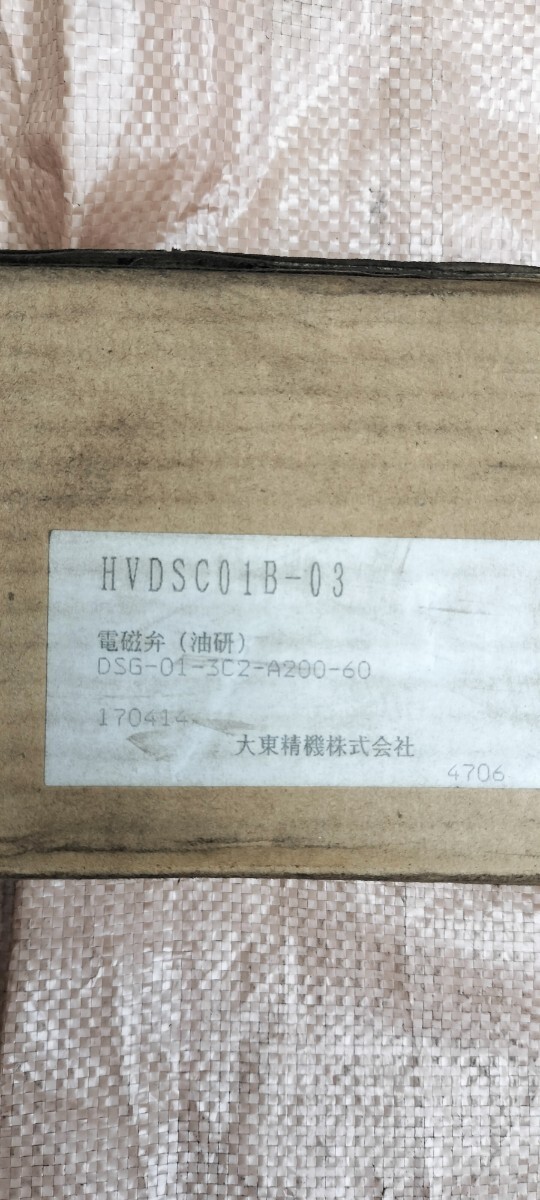 HVDSC01B-03
電磁弁（油研）
DSG-01-3C2-A200-60
170414
大東精機株式会社
4706